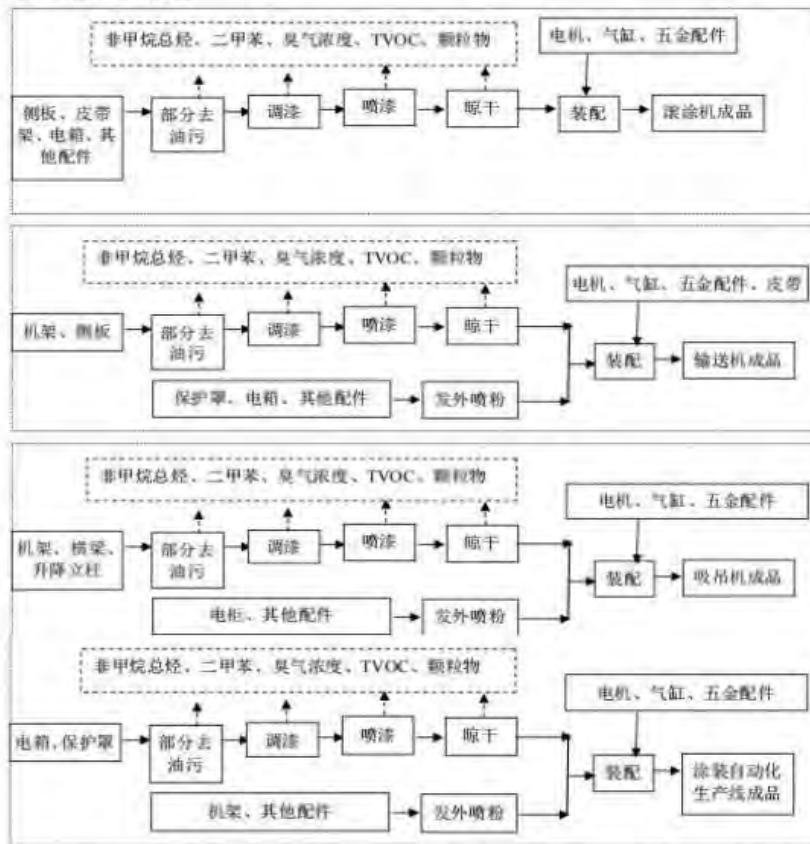 非甲烷总烃、二甲苯、臭气浓度、TVOC、颗粒物
电机、气缸、五金配件
侧板、皮带
架、电箱、其
他配件
部分去
油污
调漆
喷漆
晾干
装配
滚涂机成品
非甲烷总烃、二甲苯、臭气浓度、TVOC、颗粒物
电机、气缸、五金配件、皮带
机架、侧板
部分去
油污
调漆
喷漆
晾干
装配
输送机成品
保护罩、电箱、其他配件
发外喷粉
非甲烷总烃、二甲苯、臭气浓度、TVOC、颗粒物
电机、气缸、五金配件
机架、横梁、
升降立柱
部分去
油污
调漆
喷漆
晾干
装配
吸吊机成品
电柜、其他配件
发外喷粉
非甲烷总烃、二甲苯、臭气浓度、TVOC、颗粒物
电机、气缸、五金配件
电箱、保护罩
部分去
油污
调漆
喷漆
晾干
装配
涂装自动化
生产线成品
机架、其他配件
发外喷粉